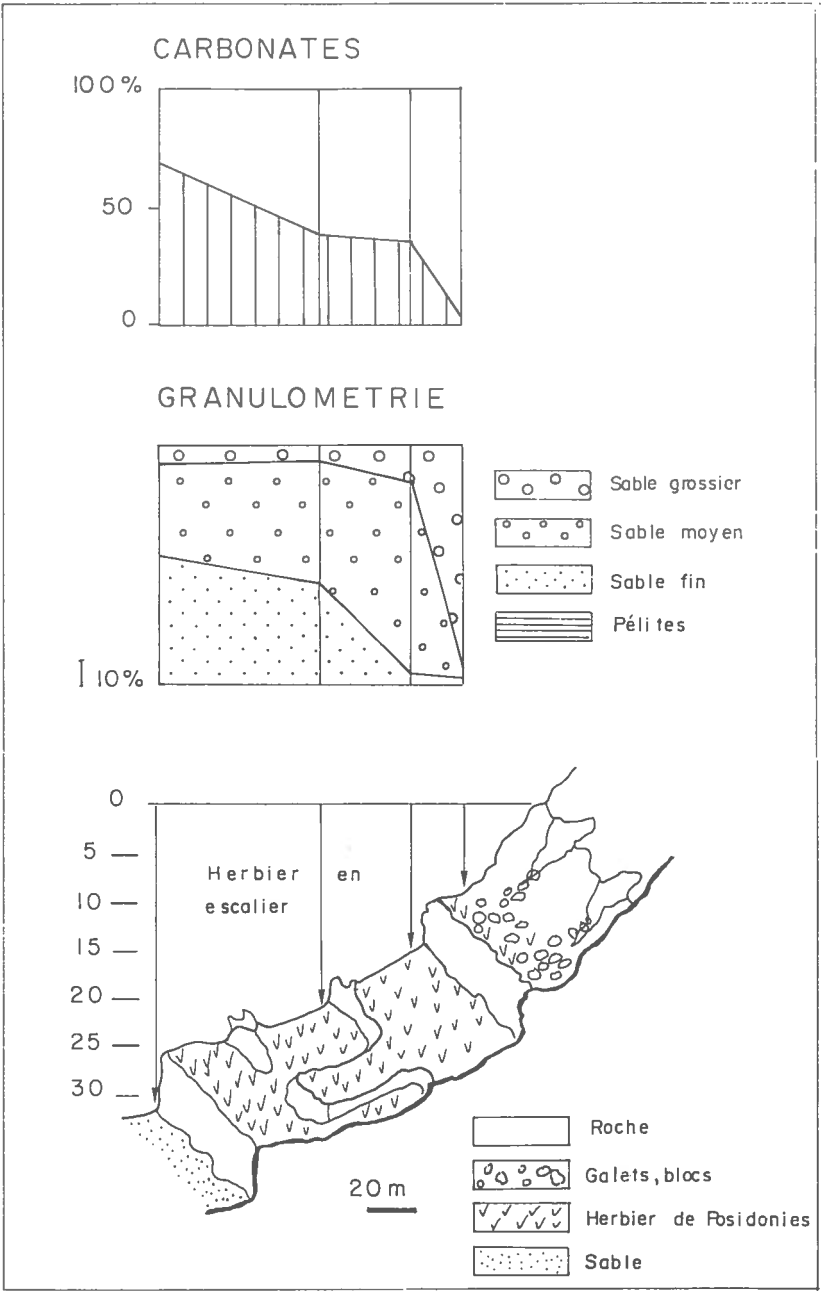 CARBONATES
100%
50
0
GRANULOMETRIE
Sable grossier
Sable moyen
Sable fin
Pélites
10%
0
5
10
15
20
25
30
Herbier en
escalier
20m
Roche
Galets, blocs
Herbier de Posidonies
Sable